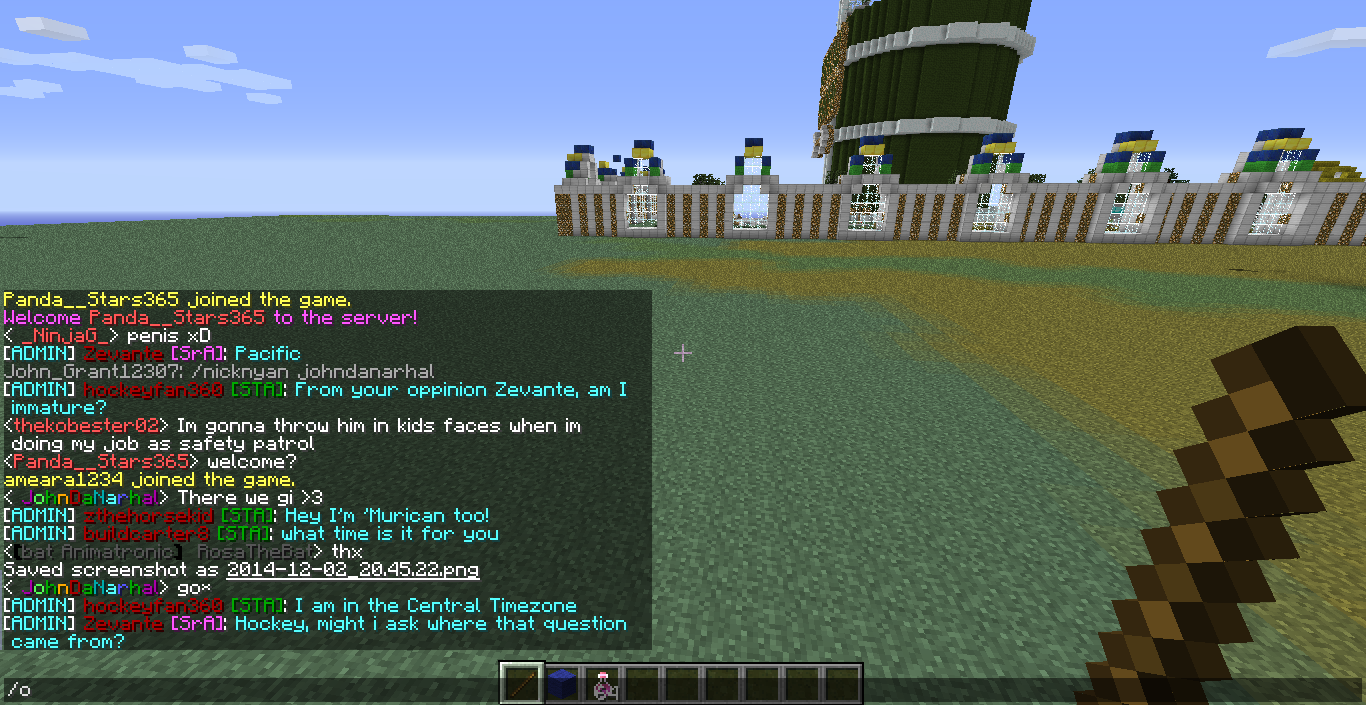 Panda__Stars365 joined the game.
Welcome Panda__Stars365 to the server!
< _NinjaG_> penis xD
[ADMIN] Zevante [SrA]: Pacific
John_Grant12307: /nicknyan johndanarhal
[ADMIN] hockeyfan360 [STA]: From your oppinion Zevante, am I
immature?
<thekobester02> Im gonna throw him in kids faces when im
doing my job as safety patrol
<Panda__Stars365> welcome?
ameara1234 joined the game.
< JohnDaNarhal> There we gi >3
[ADMIN] zthehorsekid [STA]: Hey I'm 'Murican too!
[ADMIN] buildcarter8 [STA]: what time is it for you
<[bat Animatronic] RosaTheBat> thx
Saved screenshot as 2014-12-02_20.45.22.png
< JohnDaNarhal> go*
[ADMIN] hockeyfan360 [STA]: I am in the Central Timezone
[ADMIN] Zevante [SrA]: Hockey, might i ask where that question
came from?
/o
64